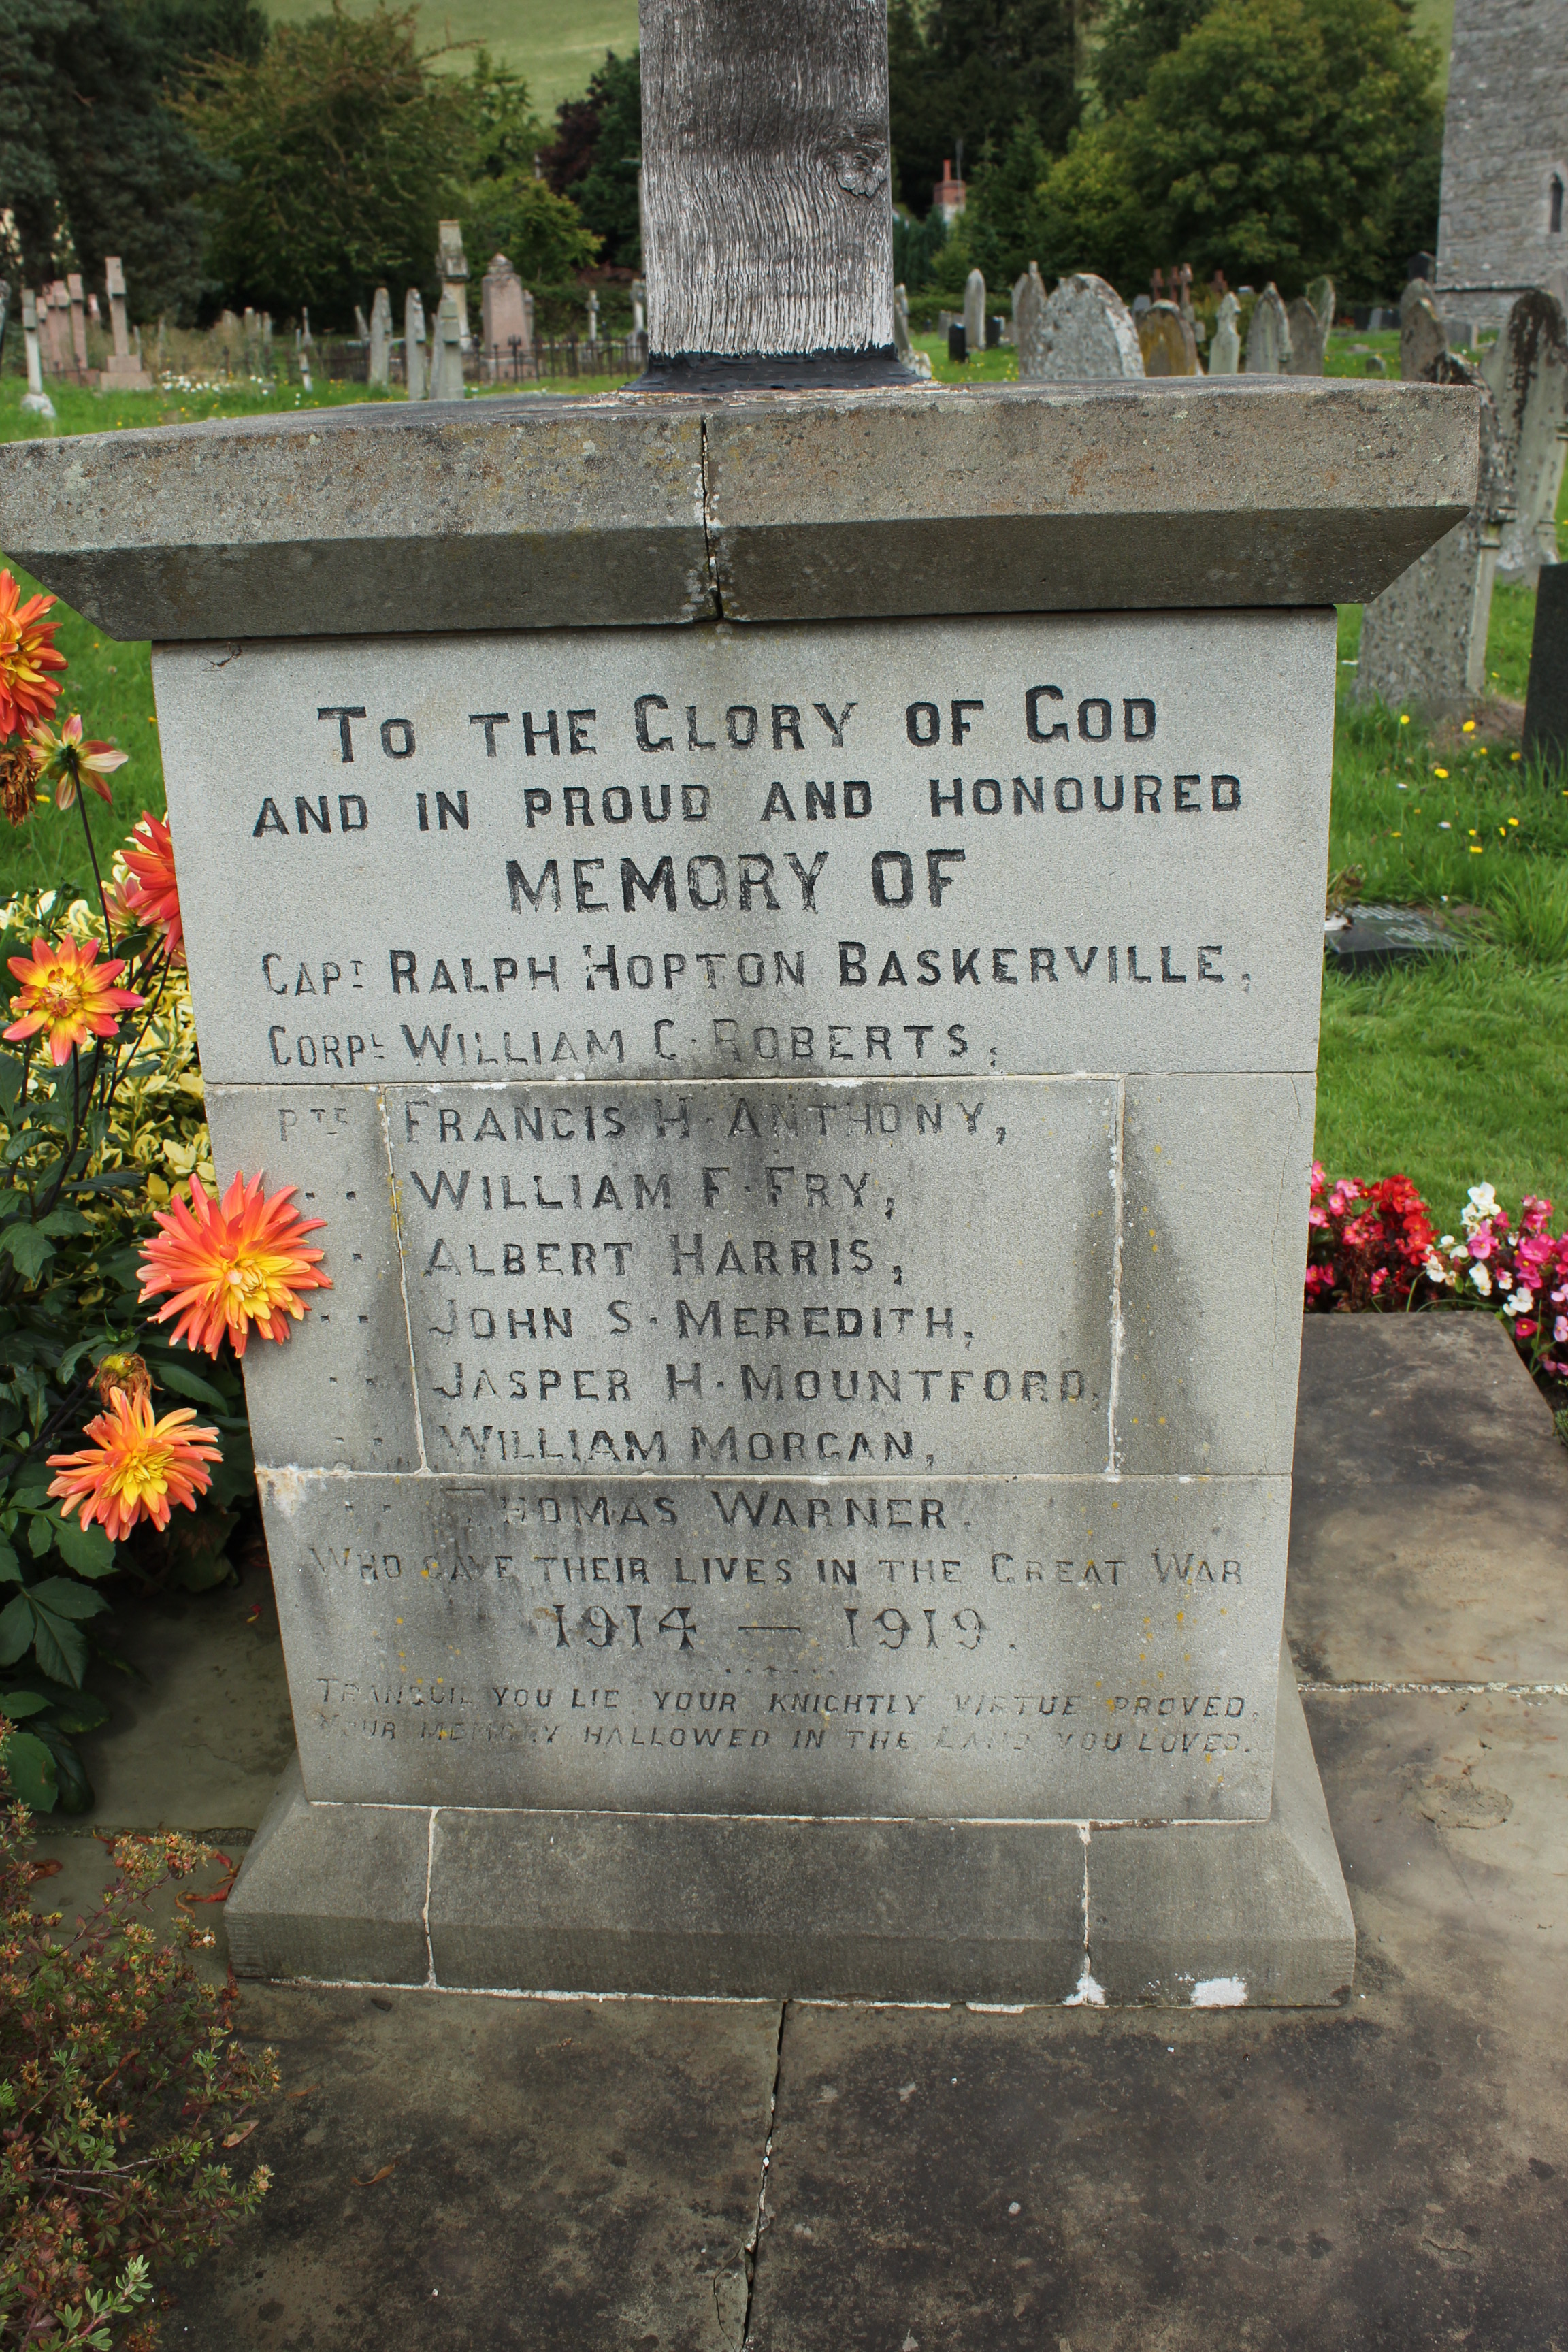 To the Glory of God
and in proud and honoured
memory of
Capt Ralph Hopton Baskerville,
Corpl William C. Roberts,
Pts Francis H. Anthony,
" William F. Fry,
" Albert Harris,
" John S. Meredith,
" Jasper H. Mountford,
" William Morgan,
" Thomas Warner.
Who gave their lives in the Great War
1914 — 1919.
Tranquil you lie your knightly virtue proved,
Your memory hallowed in the Land you loved.